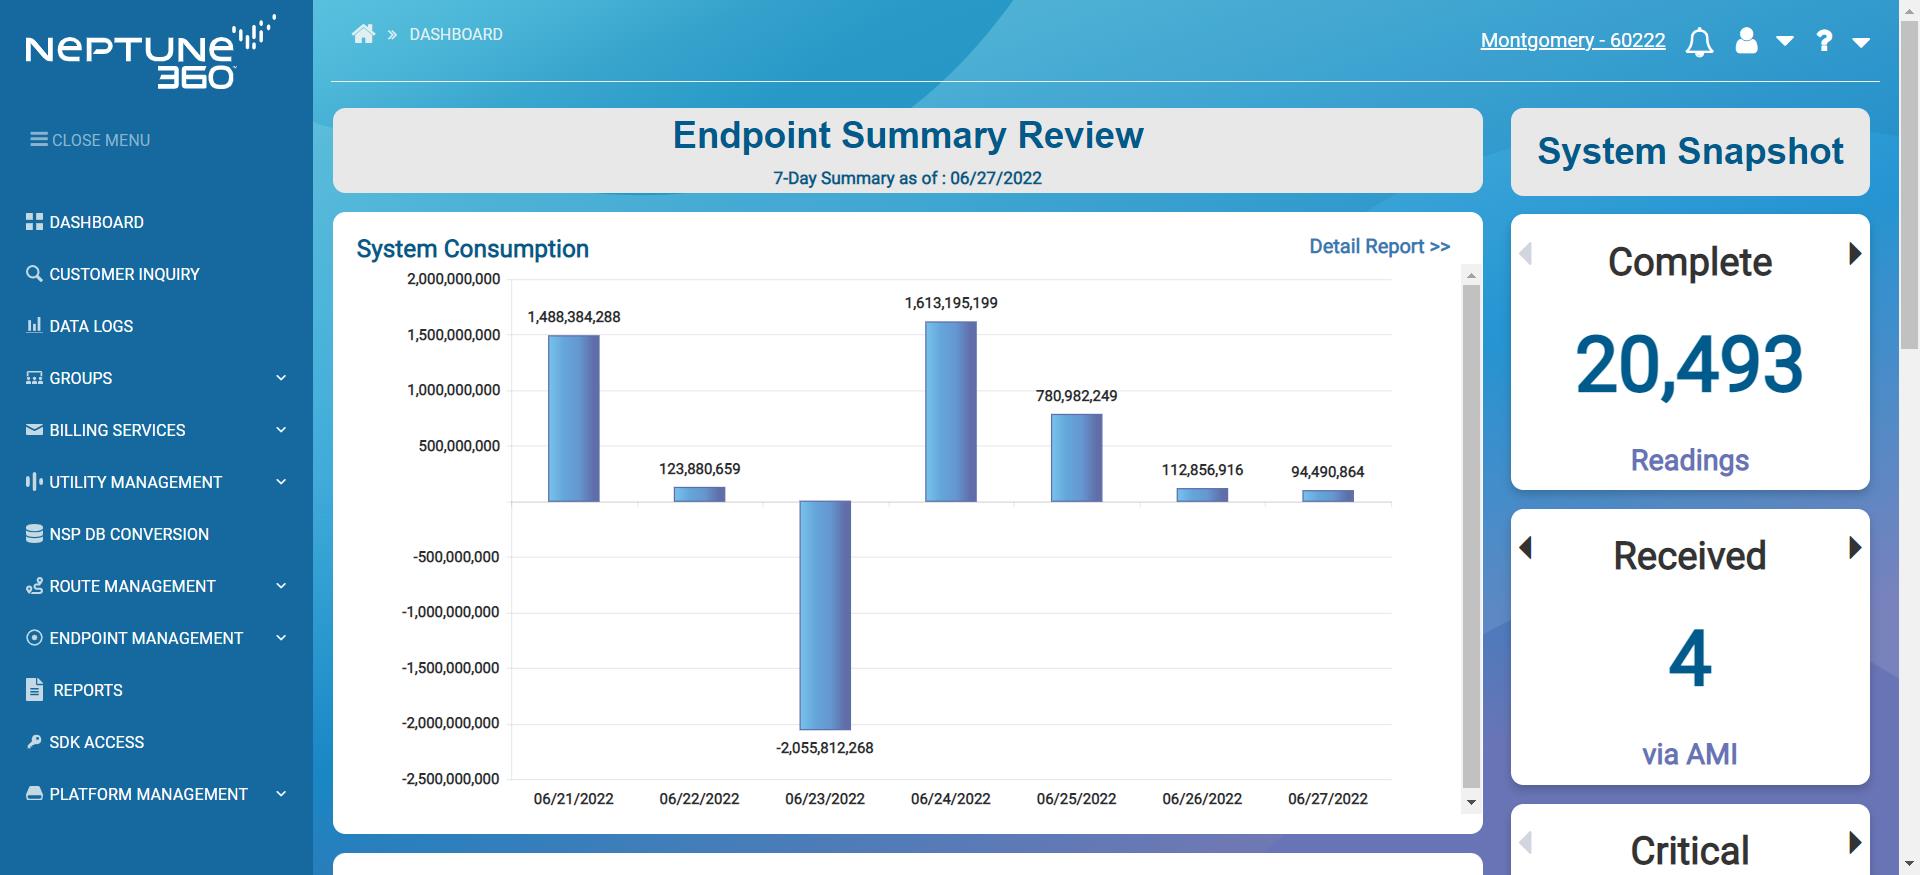 NEPTUNE
360
CLOSE MENU
DASHBOARD
CUSTOMER INQUIRY
DATA LOGS
GROUPS
BILLING SERVICES
UTILITY MANAGEMENT
NSP DB CONVERSION
ROUTE MANAGEMENT
ENDPOINT MANAGEMENT
REPORTS
SDK ACCESS
PLATFORM MANAGEMENT
» DASHBOARD
Montgomery - 60222
?
Endpoint Summary Review
7-Day Summary as of : 06/27/2022
System Consumption
Detail Report >>
2,000,000,000
1,500,000,000
1,000,000,000
500,000,000
-500,000,000
-1,000,000,000
-1,500,000,000
-2,000,000,000
-2,500,000,000
1,488,384,288
123,880,659
-2,055,812,268
1,613,195,199
780,982,249
112,856,916
94,490,864
06/21/2022
06/22/2022
06/23/2022
06/24/2022
06/25/2022
06/26/2022
06/27/2022
System Snapshot
Complete
20,493
Readings
Received
4
via AMI
Critical